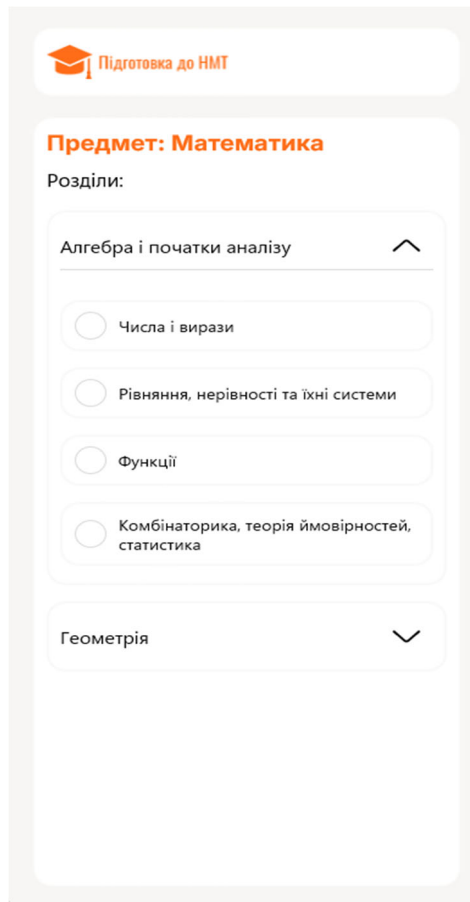 Підготовка до НМТ
Предмет: Математика
Розділи:
Алгебра і початки аналізу
Числа і вирази
Рівняння, нерівності та їхні системи
Функції
Комбінаторика, теорія ймовірностей,
статистика
Геометрія